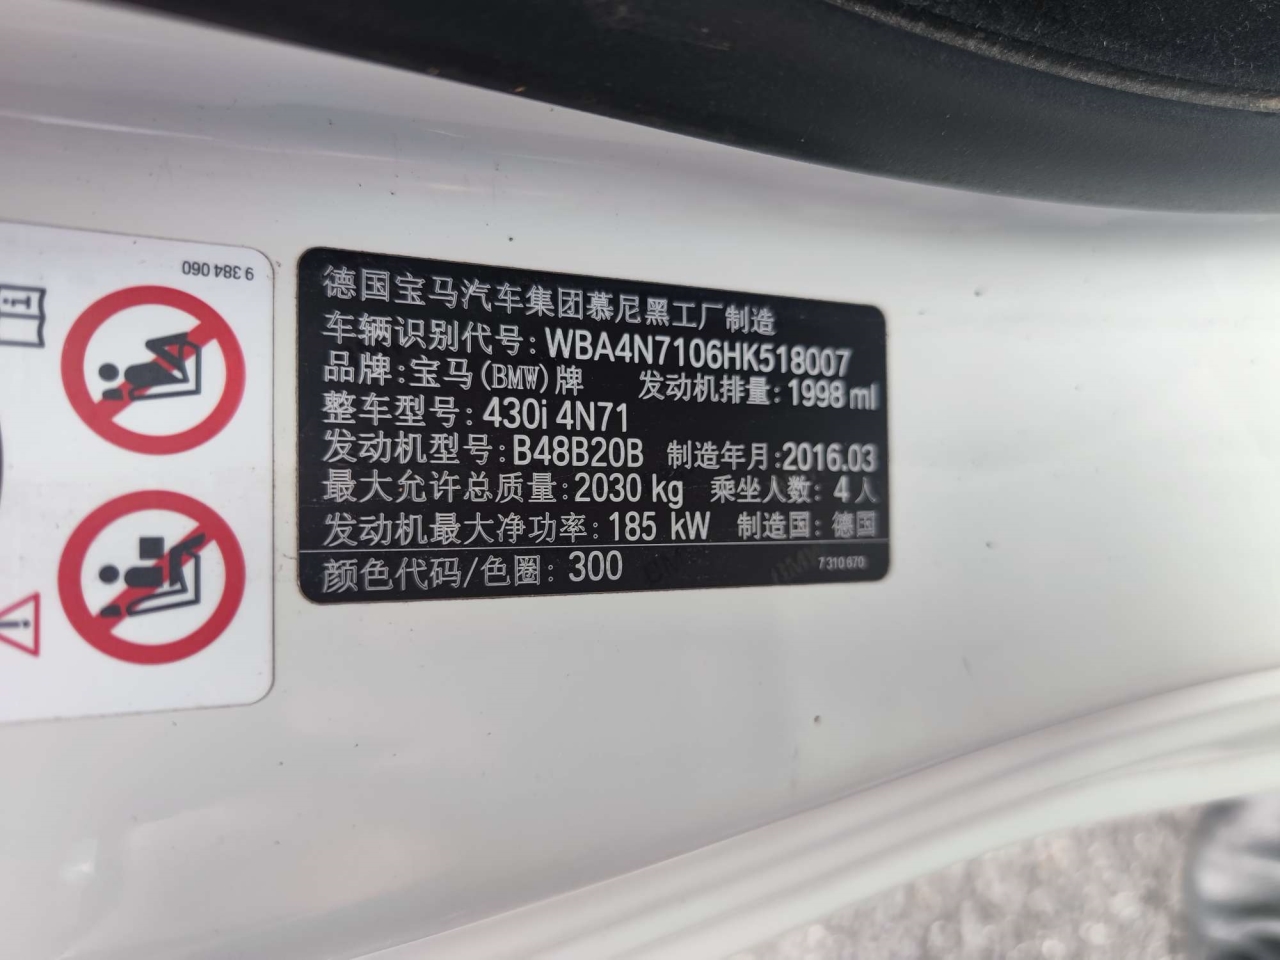 9 384 060
德国宝马汽车集团慕尼黑工厂制造
车辆识别代号: WBA4N7106HK518007
品牌: 宝马(BMW)牌 发动机排量: 1998 ml
整车型号: 430i 4N71
发动机型号: B48B20B 制造年月: 2016.03
最大允许总质量: 2030 kg 乘坐人数: 4人
发动机最大净功率: 185 kW 制造国: 德国
颜色代码/色圈: 300
7 310 670